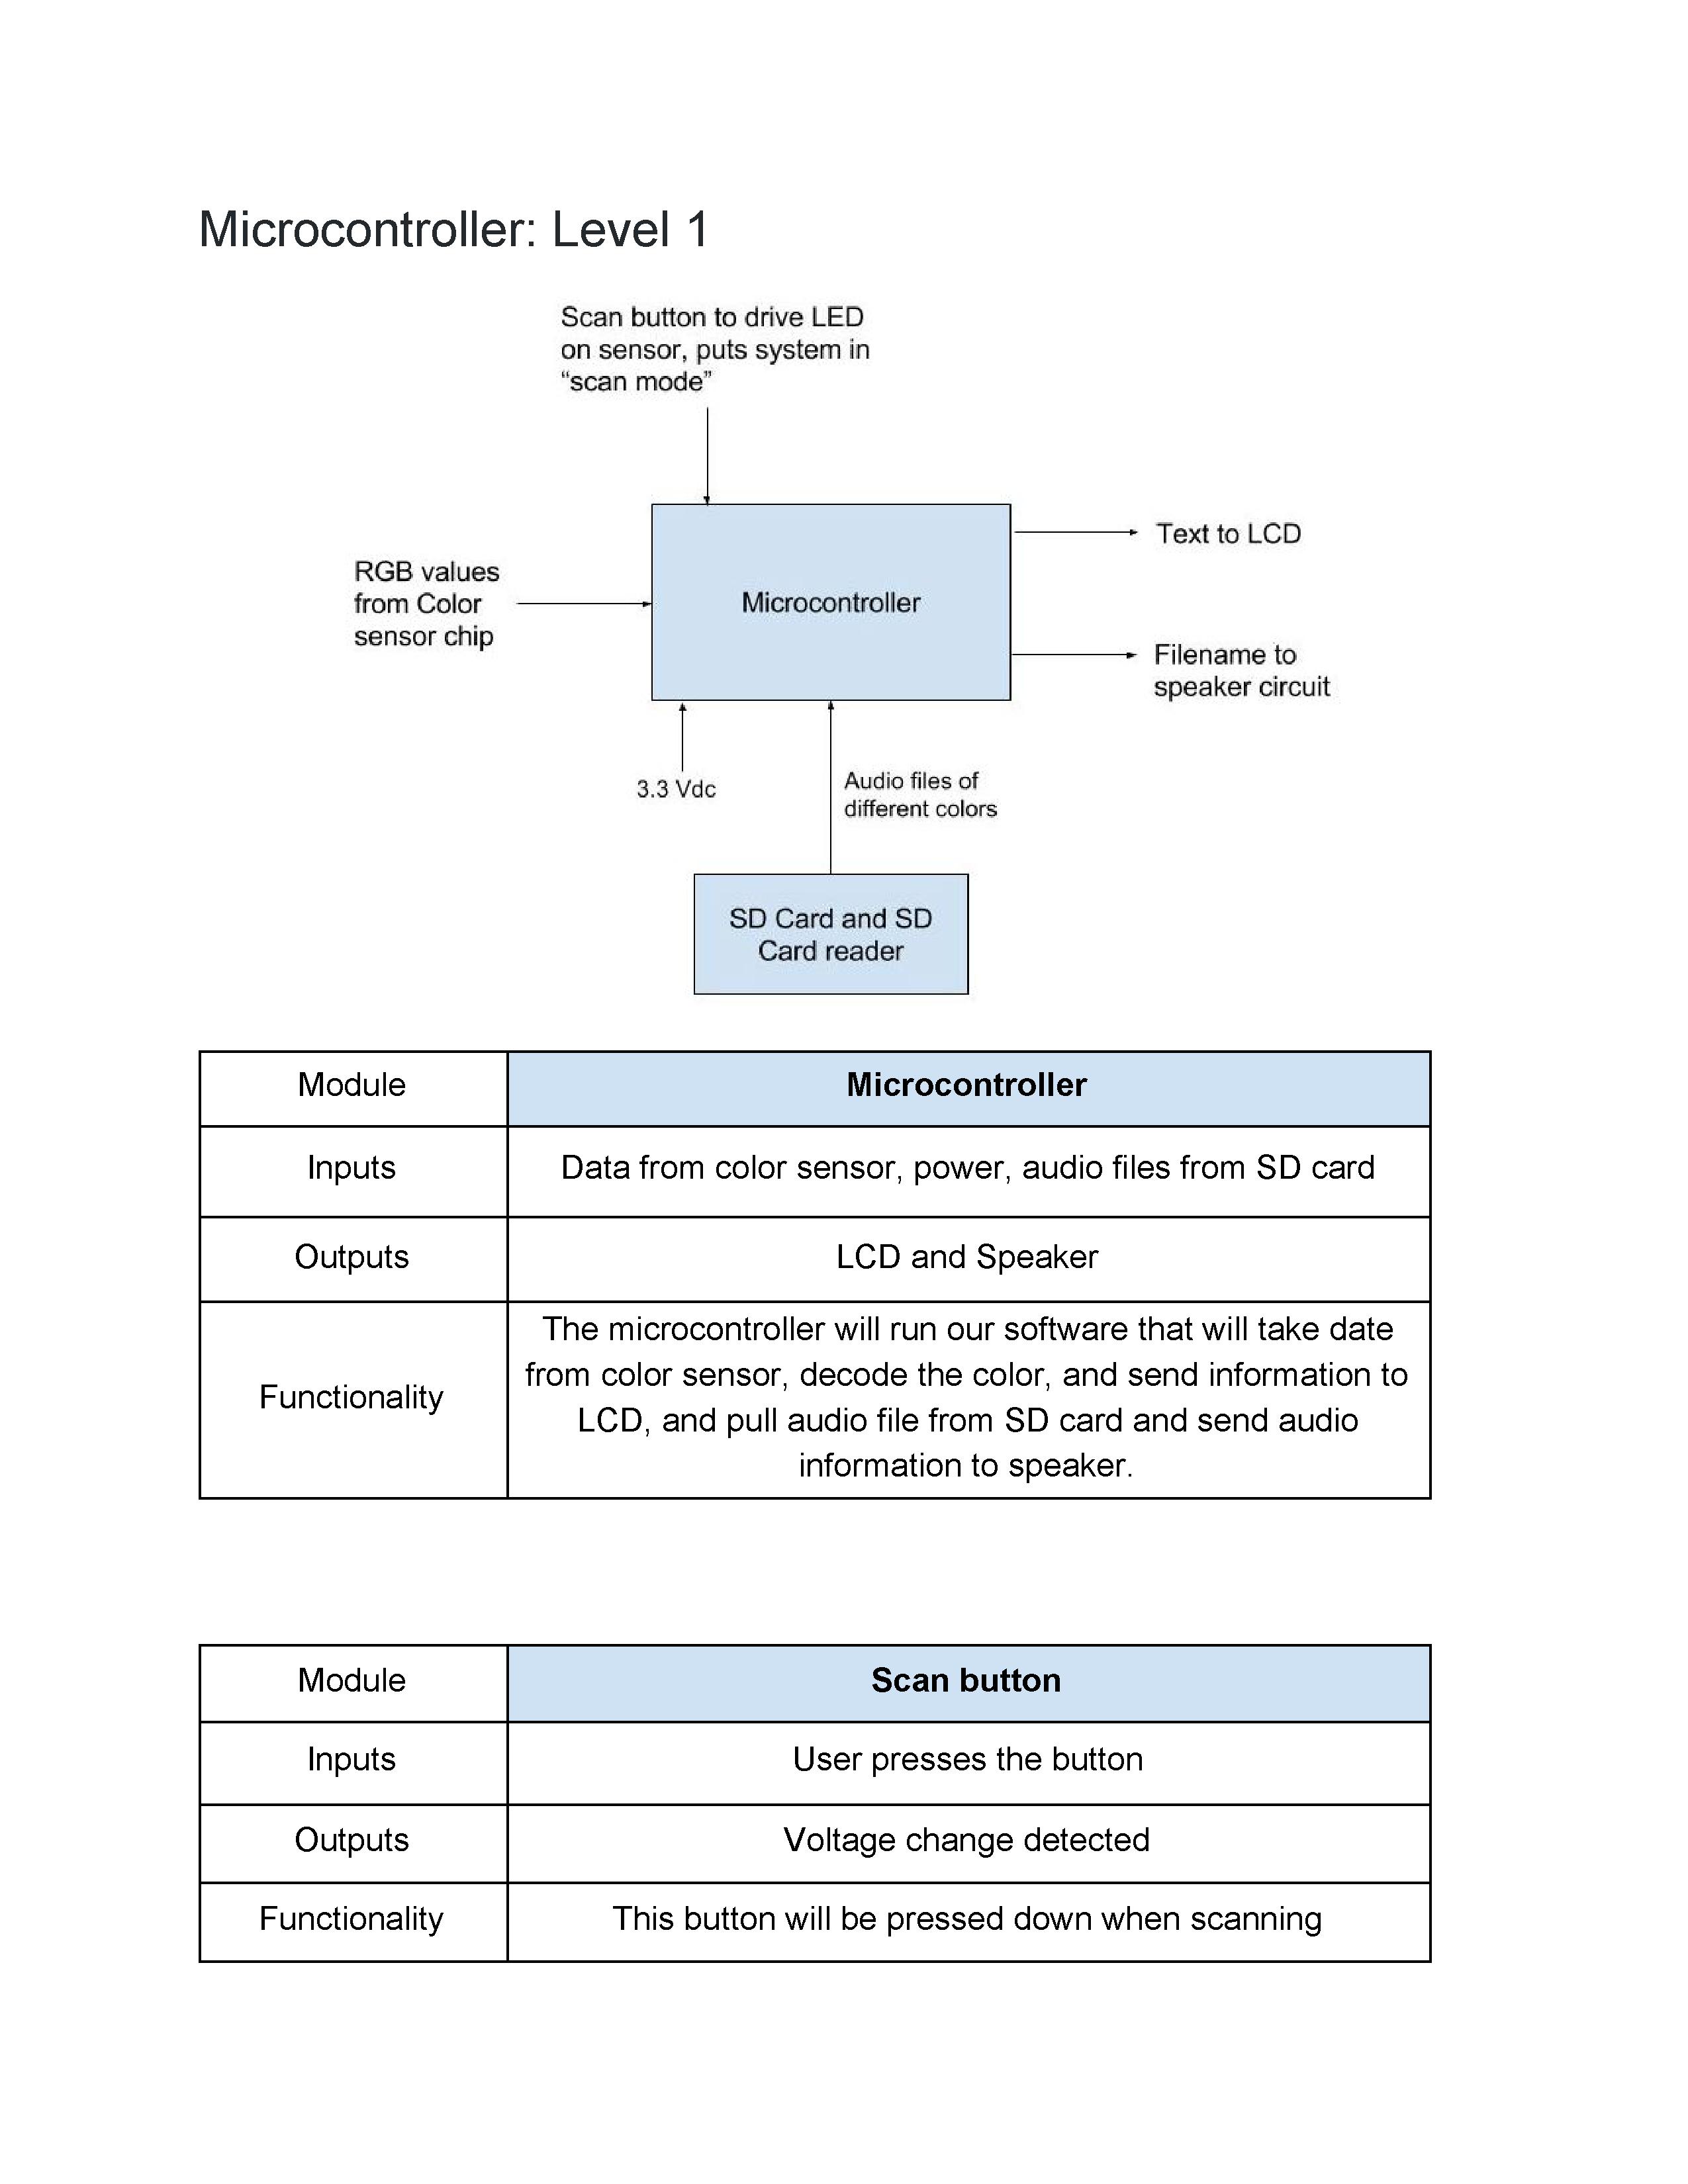 Microcontroller: Level 1
Scan button to drive LED
on sensor, puts system in
“scan mode”
RGB values
from Color
sensor chip
Microcontroller
Text to LCD
Filename to
speaker circuit
3.3 Vdc
Audio files of
different colors
SD Card and SD
Card reader
Module
Microcontroller
Inputs
Data from color sensor, power, audio files from SD card
Outputs
LCD and Speaker
Functionality
The microcontroller will run our software that will take date
from color sensor, decode the color, and send information to
LCD, and pull audio file from SD card and send audio
information to speaker.
Module
Scan button
Inputs
User presses the button
Outputs
Voltage change detected
Functionality
This button will be pressed down when scanning